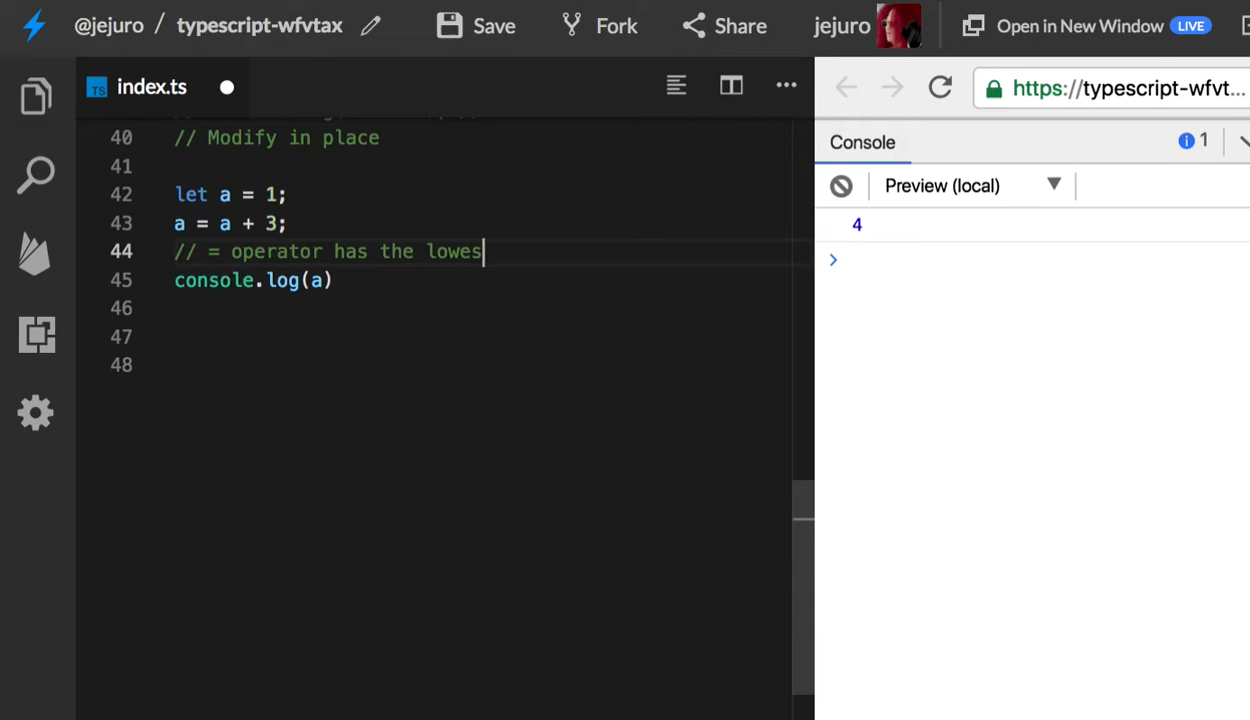 @jejuro / typescript-wfvtax Save Fork Share jejuro Open in New Window LIVE
TS index.ts https://typescript-wfvt...
40 // Modify in place
Console 1
41
42 let a = 1;
Preview (local)
43 a = a + 3;
4
44 // = operator has the lowes
45 console.log(a)
46
47
48